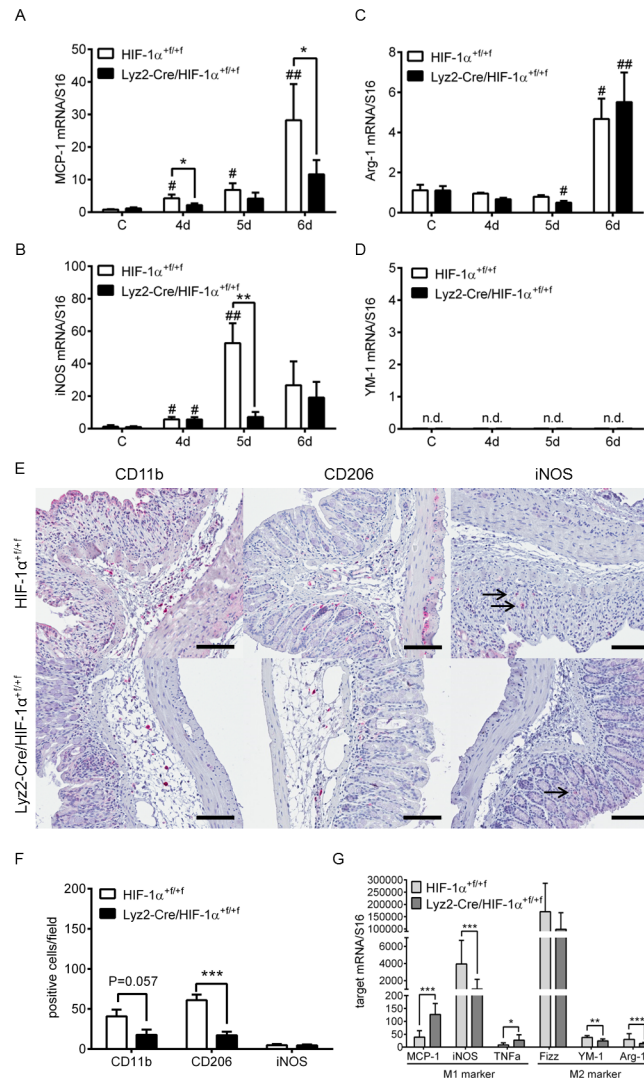 A
MCP-1 mRNA/S16
50
40
30
20
10
0
HIF-1α+f/+f
Lyz2-Cre/HIF-1α+f/+f
#
*
#
##
*
C 4d 5d 6d
C
Arg-1 mRNA/S16
8
6
4
2
0
HIF-1α+f/+f
Lyz2-Cre/HIF-1α+f/+f
#
#
##
C 4d 5d 6d
B
iNOS mRNA/S16
100
80
60
40
20
0
HIF-1α+f/+f
Lyz2-Cre/HIF-1α+f/+f
# #
##
**
C 4d 5d 6d
D
YM-1 mRNA/S16
5
4
3
2
1
0
HIF-1α+f/+f
Lyz2-Cre/HIF-1α+f/+f
n.d. n.d. n.d. n.d.
C 4d 5d 6d
E
CD11b CD206 iNOS
HIF-1α+f/+f
Lyz2-Cre/HIF-1α+f/+f
F
positive cells/field
200
150
100
50
0
HIF-1α+f/+f
Lyz2-Cre/HIF-1α+f/+f
P=0.057
***
CD11b CD206 iNOS
G
target mRNA/S16
300000
250000
200000
150000
100000
6000
4000
2000
200
150
100
50
0
HIF-1α+f/+f
Lyz2-Cre/HIF-1α+f/+f
***
***
*
**
***
MCP-1 iNOS TNFa Fizz YM-1 Arg-1
M1 marker M2 marker